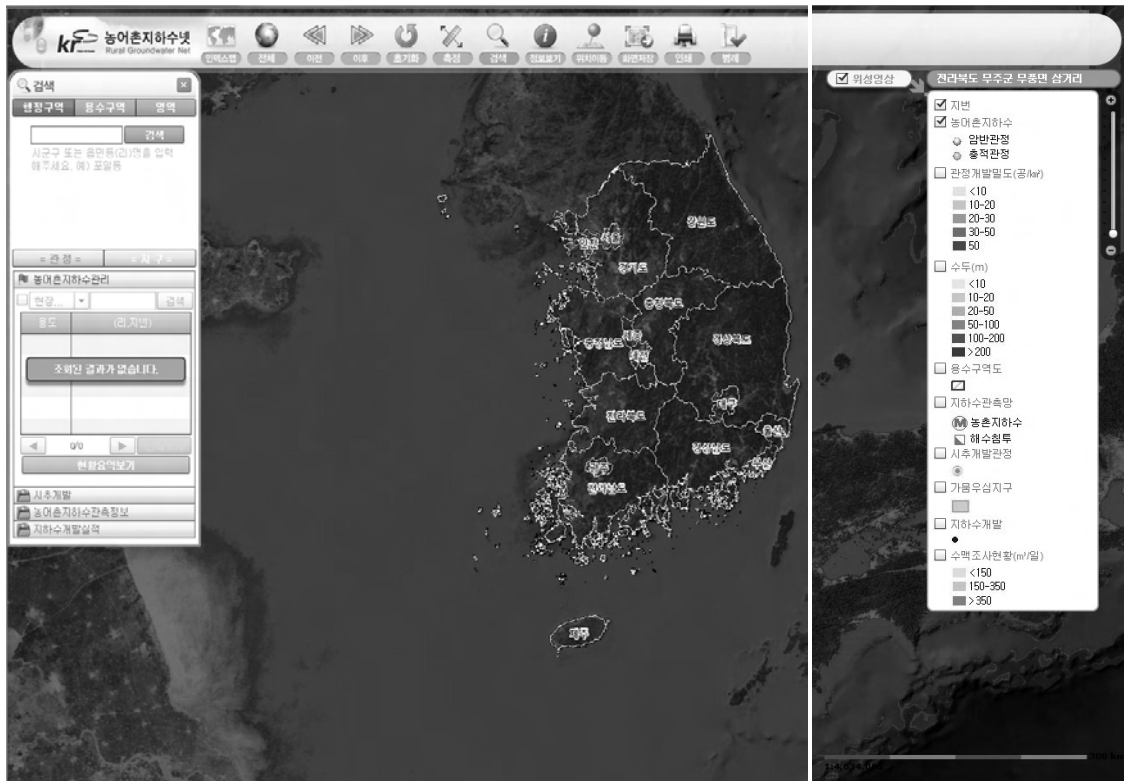 농어촌지하수넷
Rural Groundwater Net
인덱스맵 전체 이전 이후 초기화 측정 검색 정보보기 위치이동 화면저장 인쇄 범례
검색
행정구역 용수구역 영역
검색
시군구 또는 읍면동(리)명을 입력
해주세요. 예) 포일동
= 관정 = = 지구 =
농어촌지하수관리
현장... 검색
용도 (리,지번)
조회된 결과가 없습니다.
0/0
현황요약보기
시추개발
농어촌지하수관측정보
지하수개발실적
강원도
서울
인천
경기도
충청북도
세종
충청남도
경상북도
대전
대구
전라북도
울산
경상남도
부산
광주
전라남도
제주
위성영상
전라북도 무주군 무풍면 삼거리
지번
농어촌지하수
암반관정
충적관정
관정개발밀도(공/㎢)
<10
10-20
20-30
30-50
50
수두(m)
<10
10-20
20-50
50-100
100-200
>200
용수구역도
지하수관측망
M 농촌지하수
해수침투
시추개발관정
가뭄우심지구
지하수개발
수맥조사현황(m³/일)
<150
150-350
>350
300 km